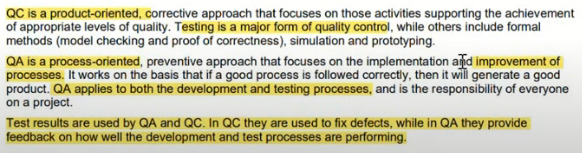 QC is a product-oriented, corrective approach that focuses on those activities supporting the achievement
of appropriate levels of quality. Testing is a major form of quality control, while others include formal
methods (model checking and proof of correctness), simulation and prototyping.
QA is a process-oriented, preventive approach that focuses on the implementation and improvement of
processes. It works on the basis that if a good process is followed correctly, then it will generate a good
product. QA applies to both the development and testing processes, and is the responsibility of everyone
on a project.
Test results are used by QA and QC. In QC they are used to fix defects, while in QA they provide
feedback on how well the development and test processes are performing.